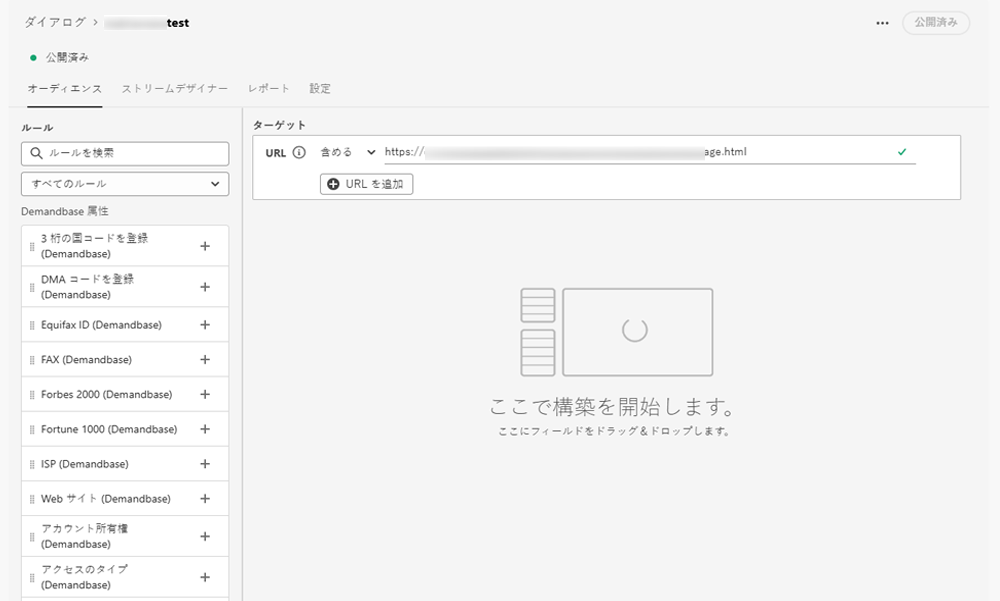 ダイアログ > test
公開済み
公開済み
オーディエンス ストリームデザイナー レポート 設定
ルール
ルールを検索
すべてのルール
Demandbase 属性
3 桁の国コードを登録
(Demandbase)
DMA コードを登録
(Demandbase)
Equifax ID (Demandbase)
FAX (Demandbase)
Forbes 2000 (Demandbase)
Fortune 1000 (Demandbase)
ISP (Demandbase)
Web サイト (Demandbase)
アカウント所有権
(Demandbase)
アクセスのタイプ
(Demandbase)
ターゲット
URL 含める https:// age.html
URL を追加
ここで構築を開始します。
ここにフィールドをドラッグ＆ドロップします。